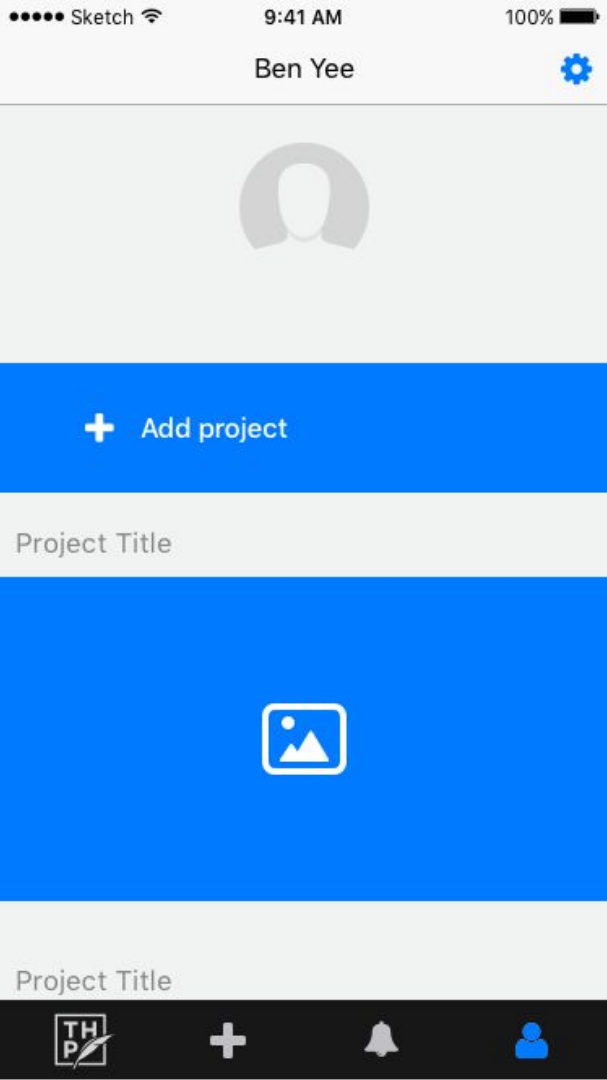 Sketch 9:41 AM 100%
Ben Yee
Add project
Project Title
Project Title
TH
P